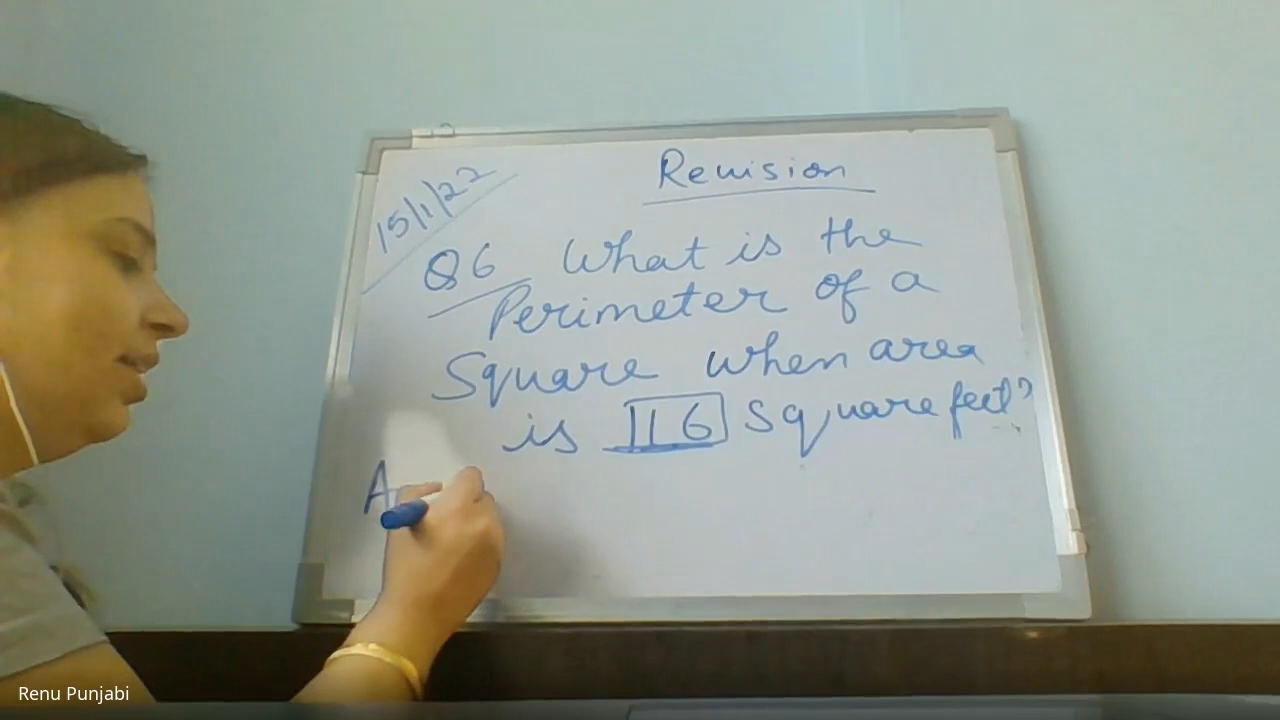 Revision
15/1/22
Q6 What is the
Perimeter of a
Square when area
is 116 Square feet?
A
Renu Punjabi